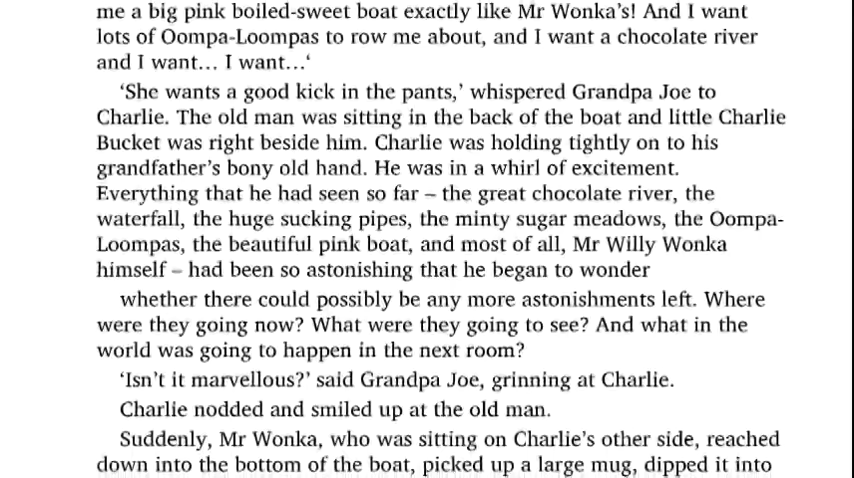 me a big pink boiled-sweet boat exactly like Mr Wonka’s! And I want
lots of Oompa-Loompas to row me about, and I want a chocolate river
and I want… I want…‘
‘She wants a good kick in the pants,’ whispered Grandpa Joe to
Charlie. The old man was sitting in the back of the boat and little Charlie
Bucket was right beside him. Charlie was holding tightly on to his
grandfather’s bony old hand. He was in a whirl of excitement.
Everything that he had seen so far – the great chocolate river, the
waterfall, the huge sucking pipes, the minty sugar meadows, the Oompa-
Loompas, the beautiful pink boat, and most of all, Mr Willy Wonka
himself – had been so astonishing that he began to wonder
whether there could possibly be any more astonishments left. Where
were they going now? What were they going to see? And what in the
world was going to happen in the next room?
‘Isn’t it marvellous?’ said Grandpa Joe, grinning at Charlie.
Charlie nodded and smiled up at the old man.
Suddenly, Mr Wonka, who was sitting on Charlie’s other side, reached
down into the bottom of the boat, picked up a large mug, dipped it into